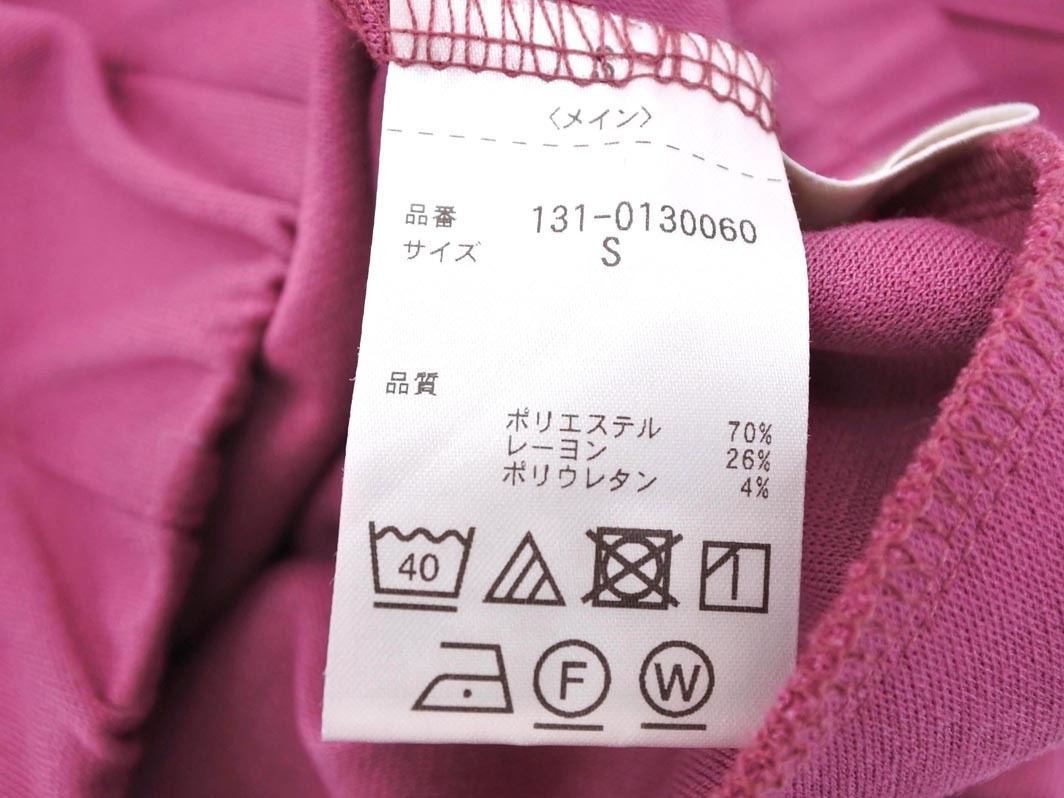 S
〈メイン〉
品番 131-0130060
サイズ S
品質
ポリエステル 70%
レーヨン 26%
ポリウレタン 4%
40
F W